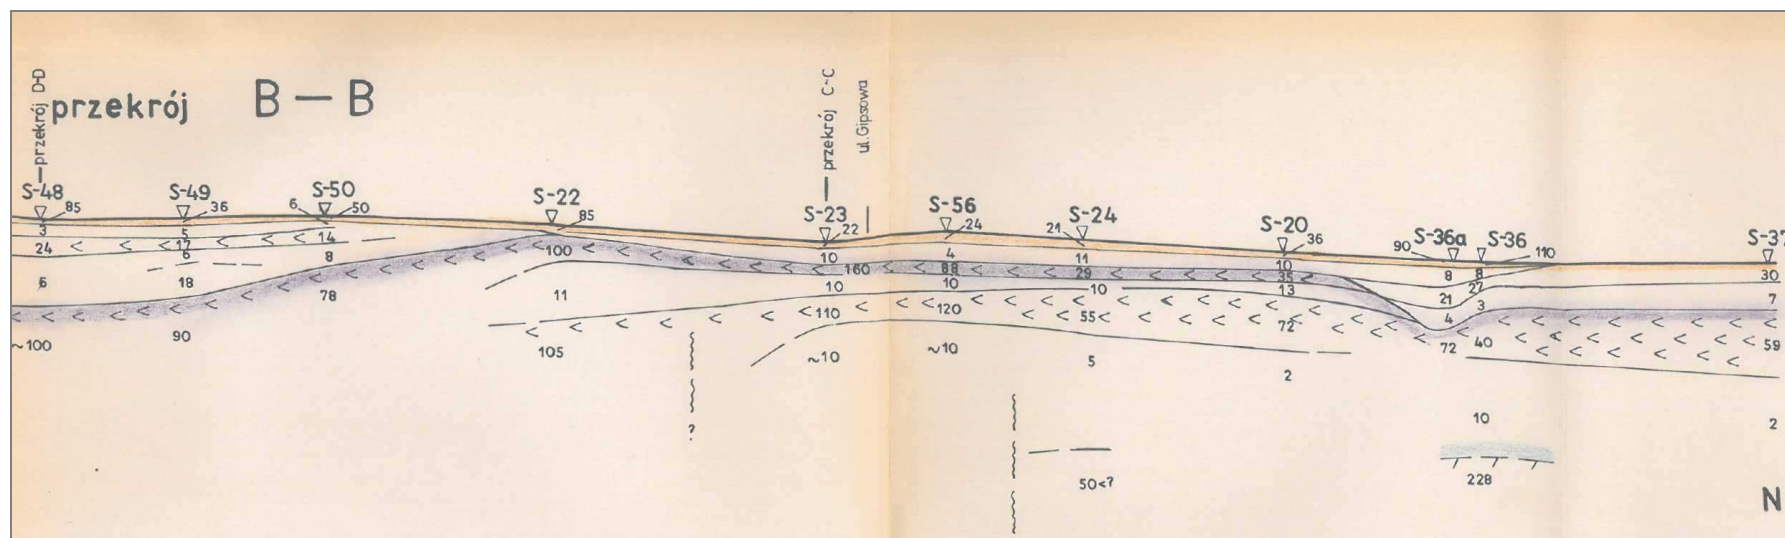 przekrój B — B
przekrój D-D
przekrój C-C
ul. Gipsowa
S-48 S-49 S-50 S-22 S-23 S-56 S-24 S-20 S-36a S-36 S-37
85 36 6 50 85 22 24 21 36 90 110
3 5 14 100 10 4 11 10 8 8 30
24 17 8 160 88 29 35 27
6 6 18 78 11 10 10 10 13 21 3 7
~100 90 105 110 120 55 72 4 72 40 59
~10 ~10 5 2 10 2
?
50<?
228
N